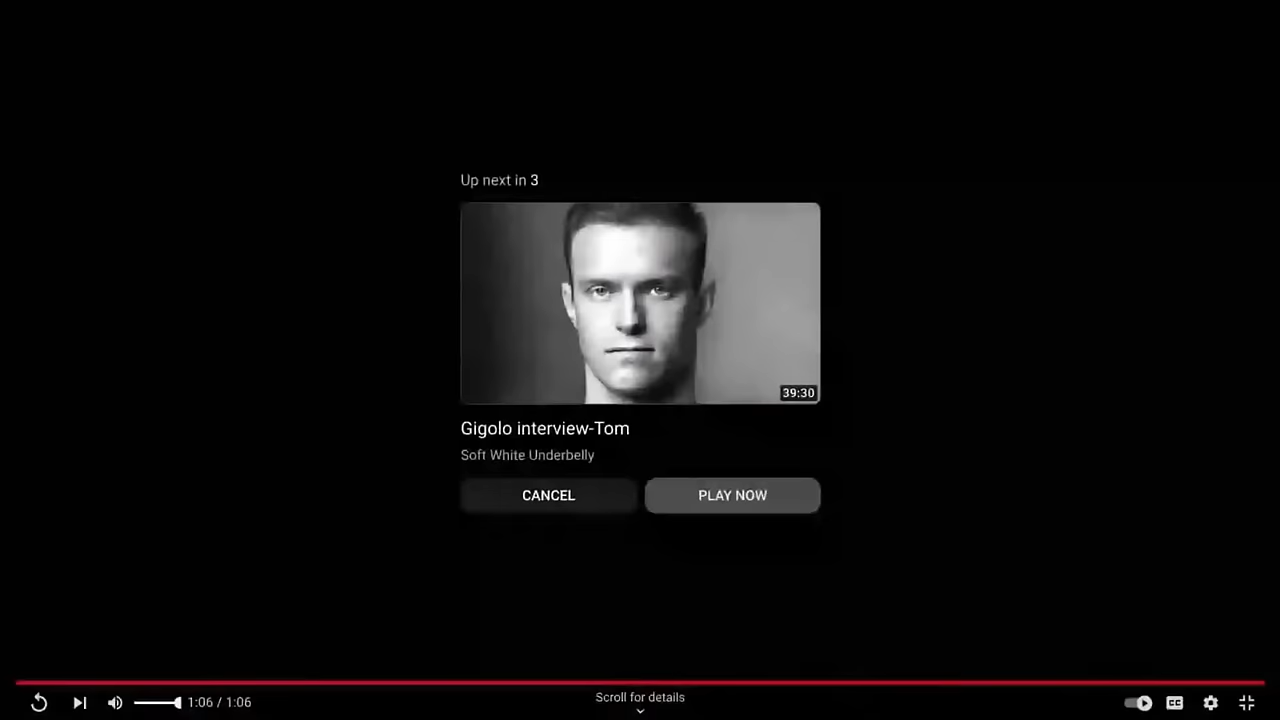 Up next in 3
39:30
Gigolo interview-Tom
Soft White Underbelly
CANCEL
PLAY NOW
1:06 / 1:06
Scroll for details
CC